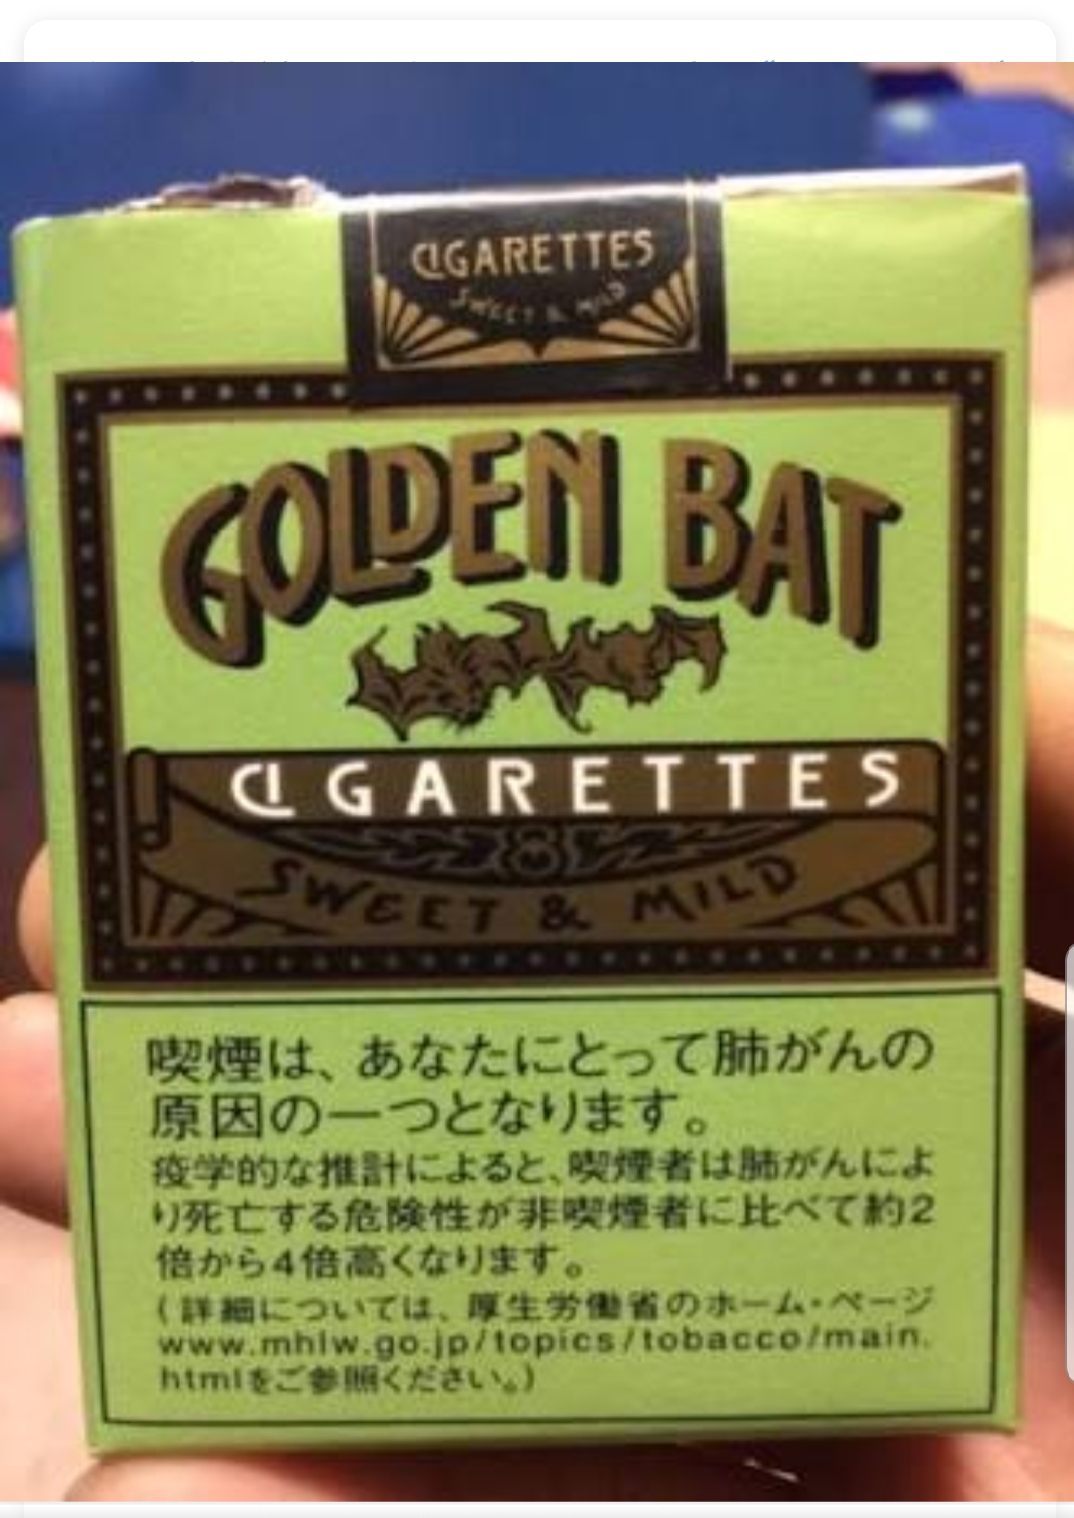 CIGARETTES
SWEET & MILD
GOLDEN BAT
CIGARETTES
SWEET & MILD
喫煙は、あなたにとって肺がんの
原因の一つとなります。
疫学的な推計によると、喫煙者は肺がんによ
り死亡する危険性が非喫煙者に比べて約2
倍から4倍高くなります。
(詳細については、厚生労働省のホーム・ページ
www.mhlw.go.jp/topics/tobacco/main.
htmlをご参照ください。)